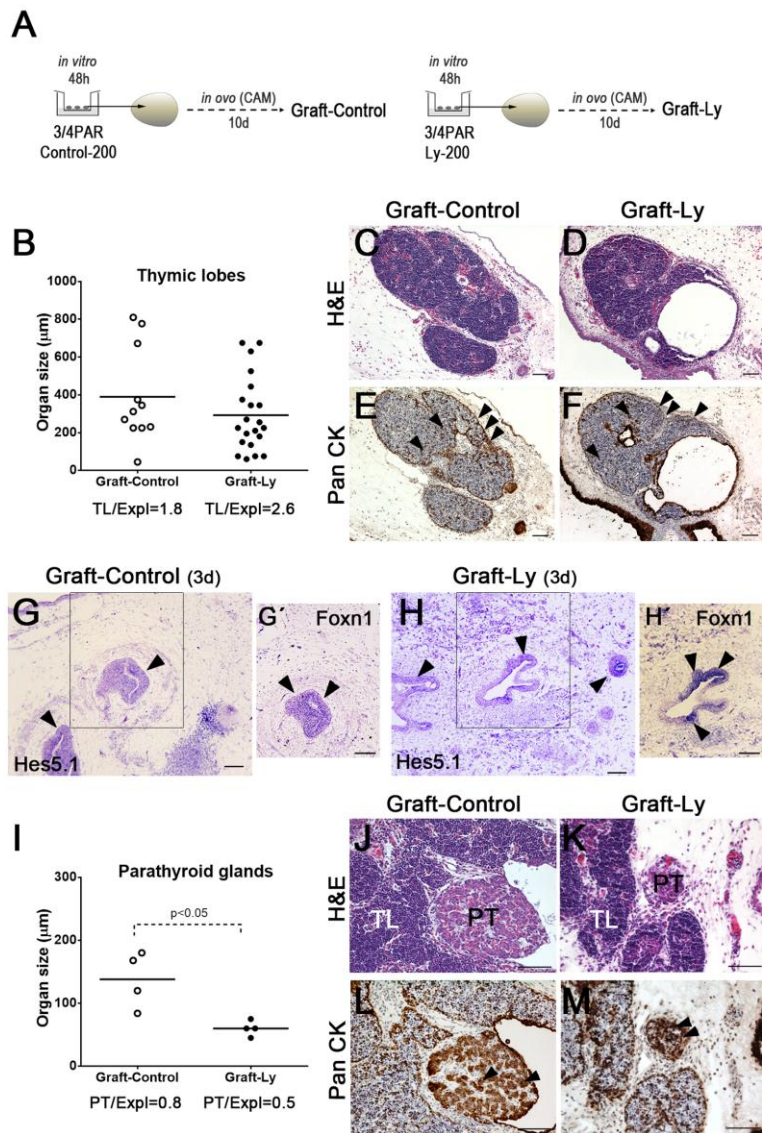 A
in vitro
48h
3/4PAR
Control-200
in ovo (CAM)
10d
Graft-Control
in vitro
48h
3/4PAR
Ly-200
in ovo (CAM)
10d
Graft-Ly
B
Thymic lobes
Organ size (µm)
1000
800
600
400
200
0
Graft-Control
Graft-Ly
TL/Expl=1.8
TL/Expl=2.6
Graft-Control
Graft-Ly
H&E
C
D
Pan CK
E
F
Graft-Control (3d)
Graft-Ly (3d)
G
Hes5.1
G´
Foxn1
H
Hes5.1
H´
Foxn1
I
Parathyroid glands
Organ size (µm)
300
200
100
0
p<0.05
Graft-Control
Graft-Ly
PT/Expl=0.8
PT/Expl=0.5
Graft-Control
Graft-Ly
H&E
J
TL
PT
K
TL
PT
Pan CK
L
M